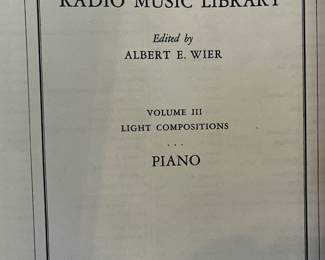 RADIO MUSIC LIBRARY
Edited by
ALBERT E. WIER
VOLUME III
LIGHT COMPOSITIONS
...
PIANO